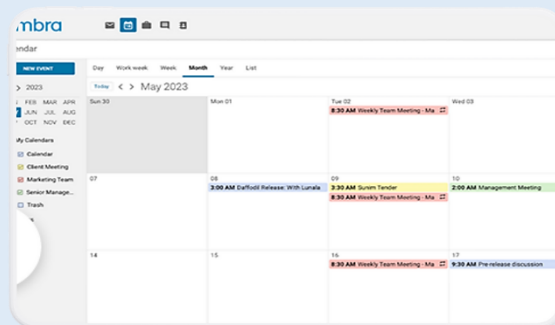 mbra
endar
NEW EVENT
Day Work week Week Month Year List
Today May 2023
2023
FEB MAR APR
JUN JUL AUG
OCT NOV DEC
My Calendars
Calendar
Client Meeting
Marketing Team
Senior Manage...
Trash
Sun 30 Mon 01 Tue 02 Wed 03
8:30 AM Weekly Team Meeting - Ma
07 08 09 10
3:00 AM Daffodil Release: With Lunala 3:30 AM Sunim Tender 2:00 AM Management Meeting
8:30 AM Weekly Team Meeting - Ma
14 15 16 17
8:30 AM Weekly Team Meeting - Ma 9:30 AM Pre-release discussion